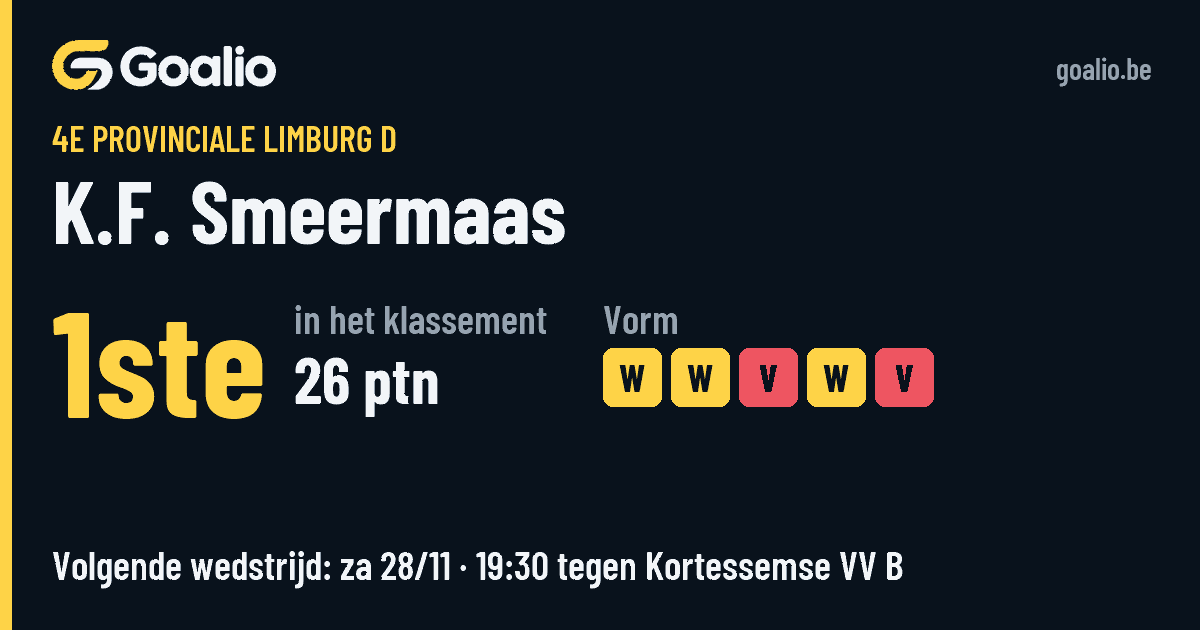 Goalio
goalio.be
4E PROVINCIALE LIMBURG D
K.F. Smeermaas
1ste
in het klassement
26 ptn
Vorm
W W V W V
Volgende wedstrijd: za 28/11 · 19:30 tegen Kortessemse VV B